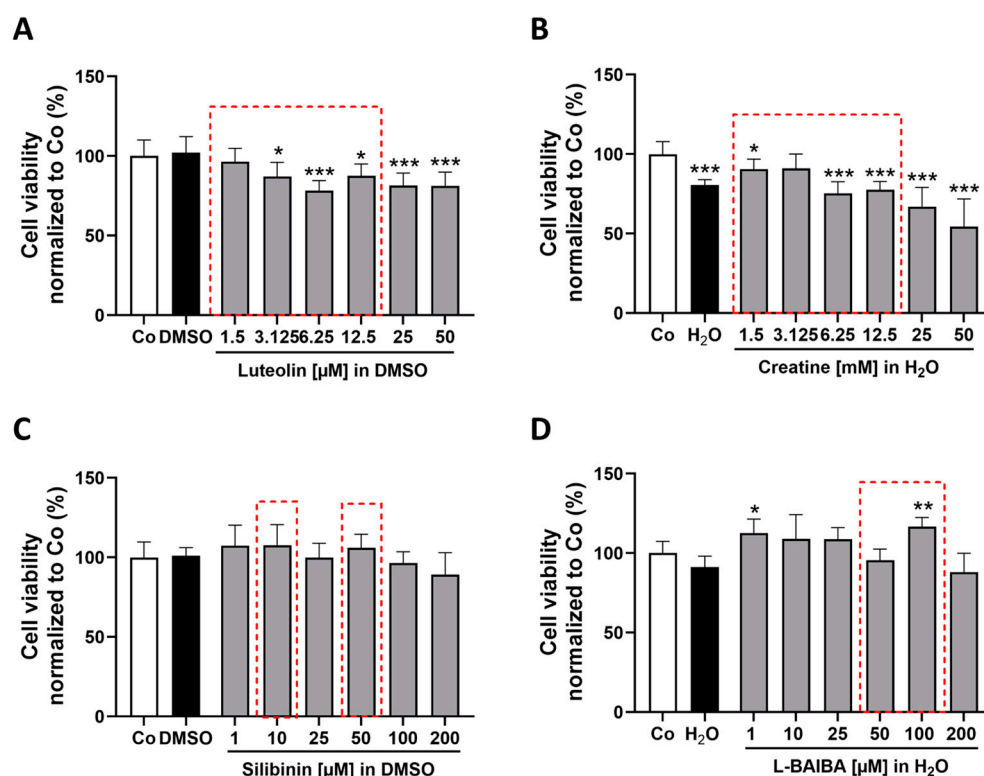 A
Cell viability
normalized to Co (%)
150
100
50
0
* *** * *** ***
Co DMSO 1.5 3.125 6.25 12.5 25 50
Luteolin [µM] in DMSO
B
Cell viability
normalized to Co (%)
150
100
50
0
*** * *** *** *** ***
Co H₂O 1.5 3.125 6.25 12.5 25 50
Creatine [mM] in H₂O
C
Cell viability
normalized to Co (%)
150
100
50
0
Co DMSO 1 10 25 50 100 200
Silibinin [µM] in DMSO
D
Cell viability
normalized to Co (%)
150
100
50
0
* **
Co H₂O 1 10 25 50 100 200
L-BAIBA [µM] in H₂O